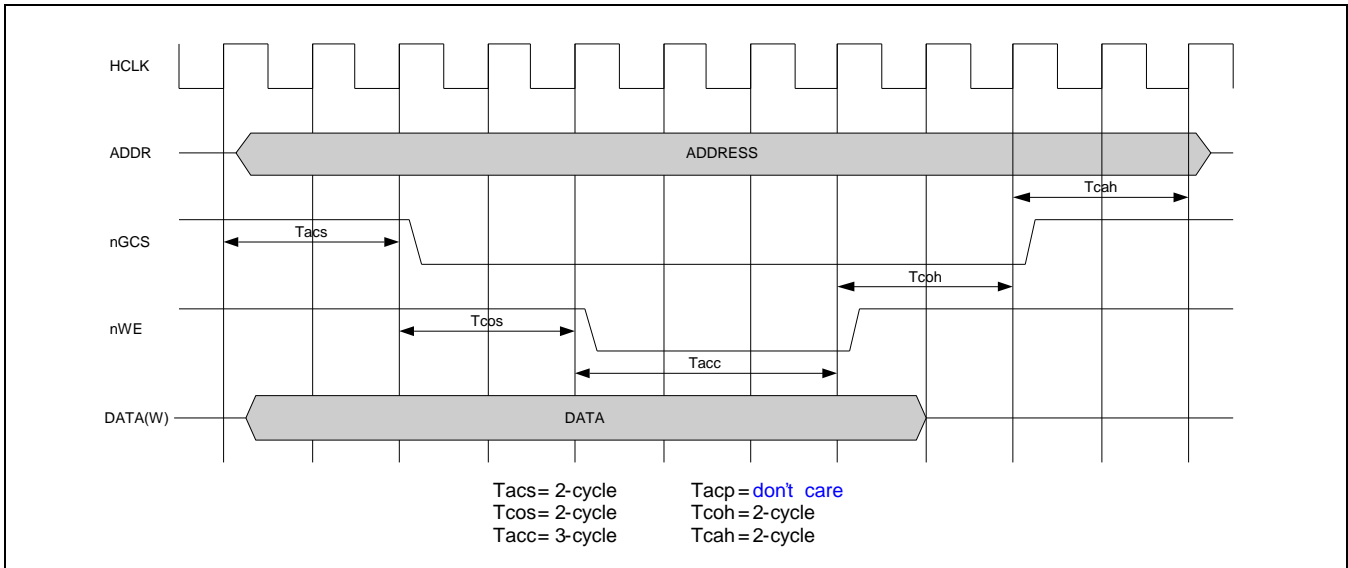 HCLK
ADDR
ADDRESS
Tcah
nGCS
Tacs
Tcoh
nWE
Tcos
Tacc
DATA(W)
DATA
Tacs= 2-cycle
Tacp= don't care
Tcos= 2-cycle
Tcoh=2-cycle
Tacc= 3-cycle
Tcah=2-cycle